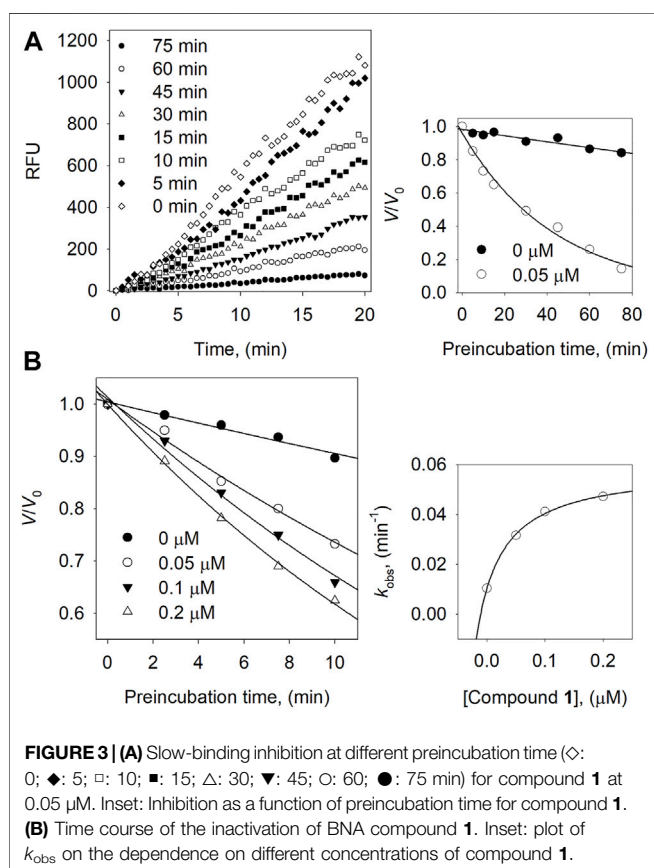 A
1200
1000
800
600
400
200
0
RFU
75 min
60 min
45 min
30 min
15 min
10 min
5 min
0 min
0
5
10
15
20
Time, (min)
1.0
0.8
0.6
0.4
0.2
0.0
V/V0
0 μM
0.05 μM
0
20
40
60
80
Preincubation time, (min)
B
1.0
0.9
0.8
0.7
0.6
V/V0
0 μM
0.05 μM
0.1 μM
0.2 μM
0
2
4
6
8
10
Preincubation time, (min)
0.06
0.04
0.02
0.00
kobs, (min-1)
0.0
0.1
0.2
[Compound 1], (μM)
FIGURE 3 | (A) Slow-binding inhibition at different preincubation time (◇:
0; ◆: 5; □: 10; ■: 15; △: 30; ▼: 45; ○: 60; ●: 75 min) for compound 1 at
0.05 μM. Inset: Inhibition as a function of preincubation time for compound 1.
(B) Time course of the inactivation of BNA compound 1. Inset: plot of
kobs on the dependence on different concentrations of compound 1.